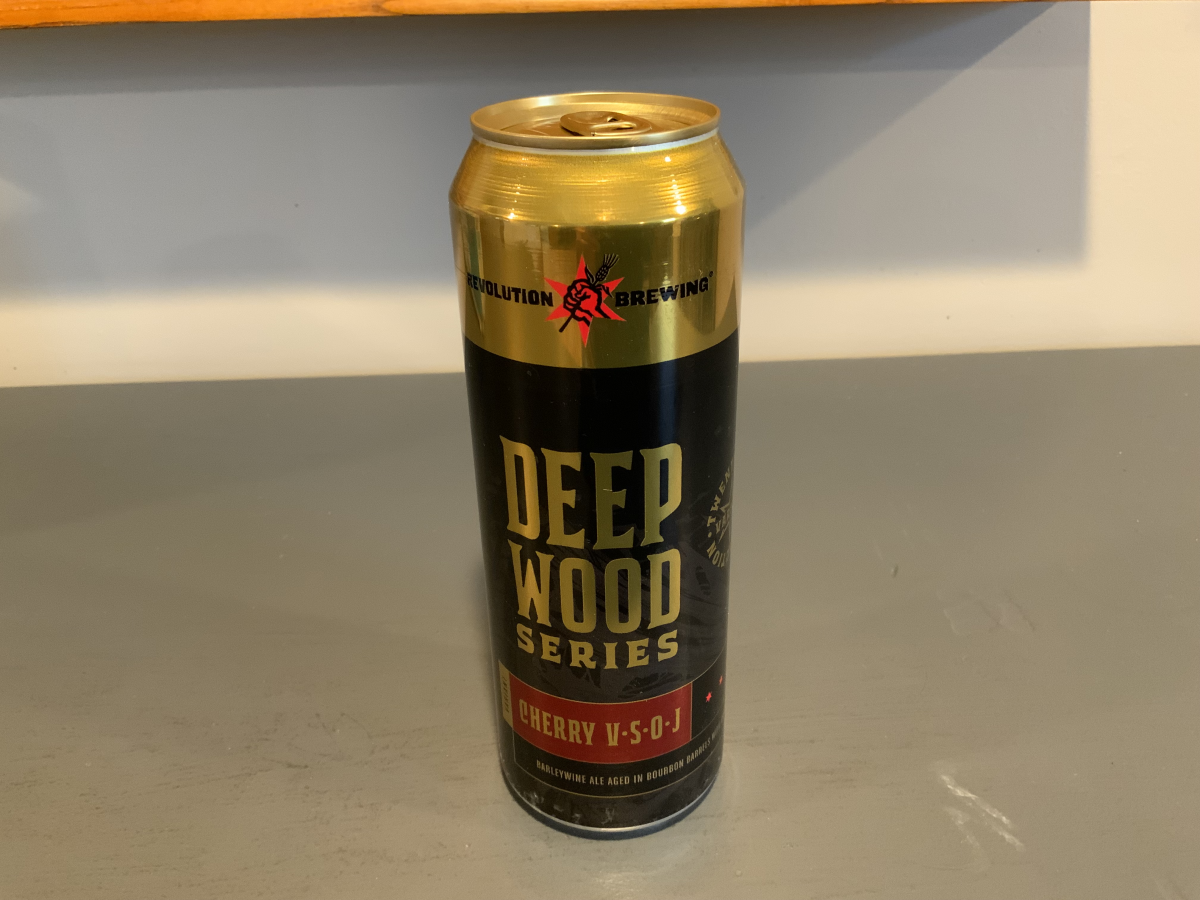 REVOLUTION BREWING
DEEP
WOOD
SERIES
CHERRY V·S·O·J
BARLEYWINE ALE AGED IN BOURBON BARRELS